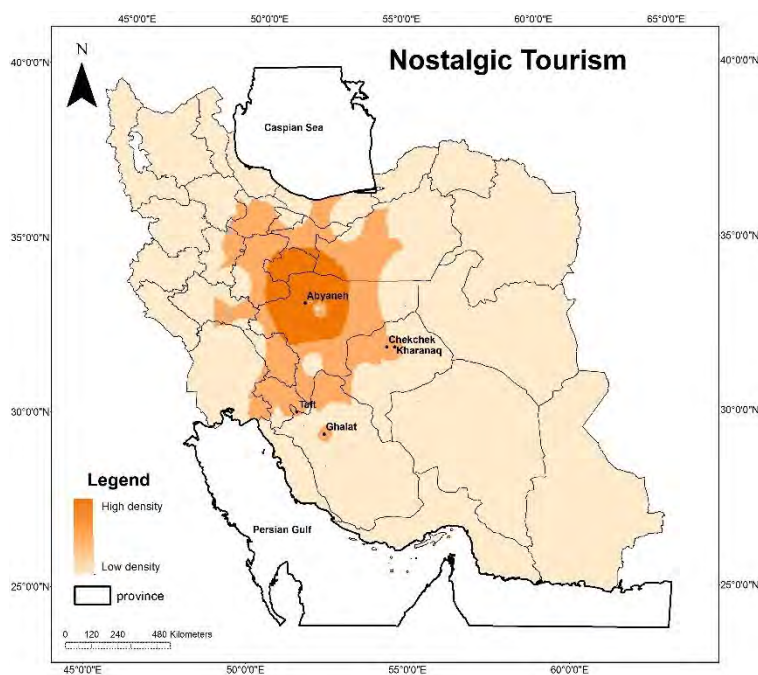 45°0'0"E 50°0'0"E 55°0'0"E 60°0'0"E 65°0'0"E
N
Nostalgic Tourism
40°0'0"N 40°0'0"N
Caspian Sea
35°0'0"N 35°0'0"N
Abyaneh
Chekchek
Kharanaq
30°0'0"N 30°0'0"N
Taft
Ghalat
Legend
High density
Low density
province
Persian Gulf
25°0'0"N 25°0'0"N
0 120 240 480 Kilometers
45°0'0"E 50°0'0"E 55°0'0"E 60°0'0"E